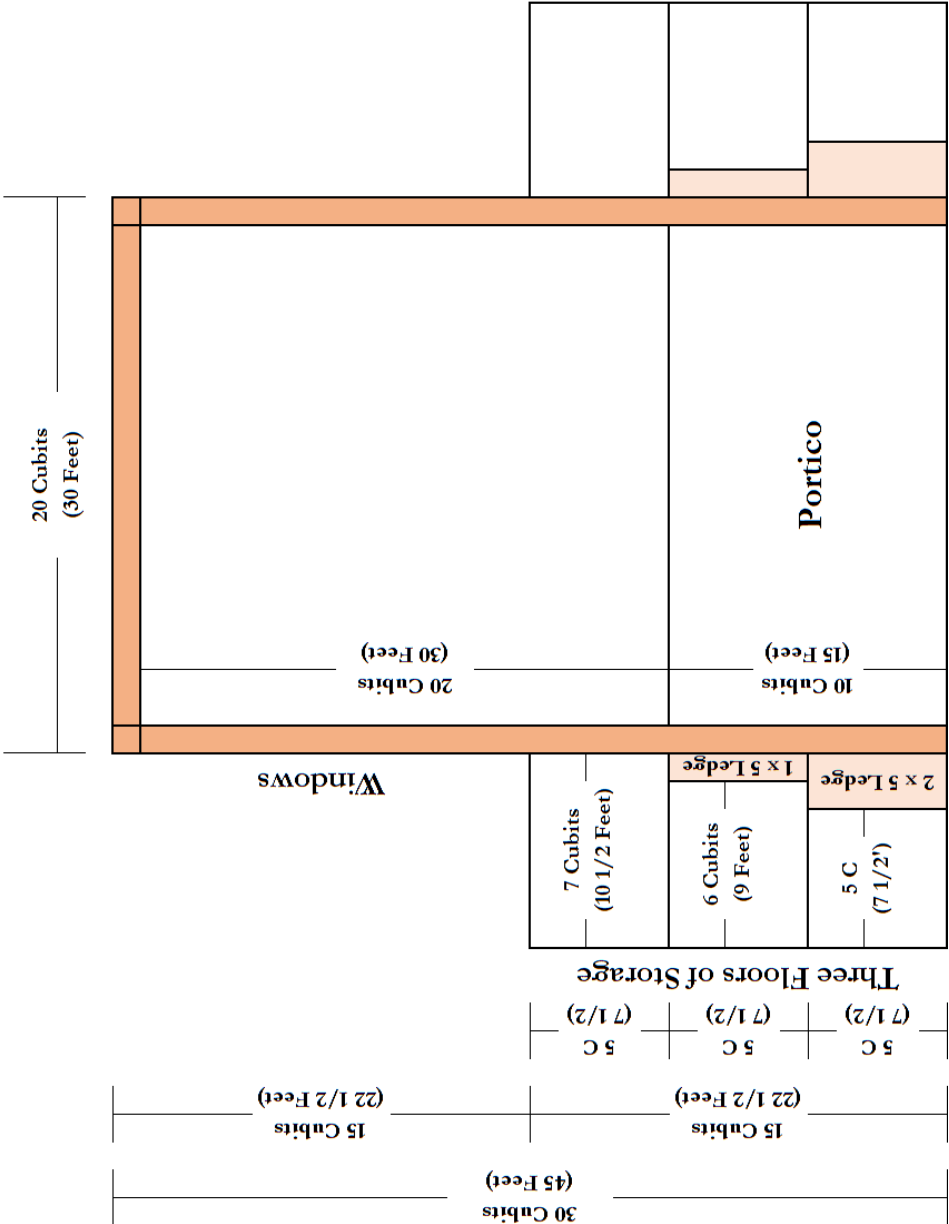 20 Cubits
(30 Feet)
Windows
20 Cubits
(30 Feet)
10 Cubits
(15 Feet)
Portico
7 Cubits
(10 1/2 Feet)
1 x 5 Ledge
6 Cubits
(9 Feet)
2 x 5 Ledge
5 C
(7 1/2')
Three Floors of Storage
5 C
(7 1/2)
5 C
(7 1/2)
5 C
(7 1/2)
15 Cubits
(22 1/2 Feet)
15 Cubits
(22 1/2 Feet)
30 Cubits
(45 Feet)